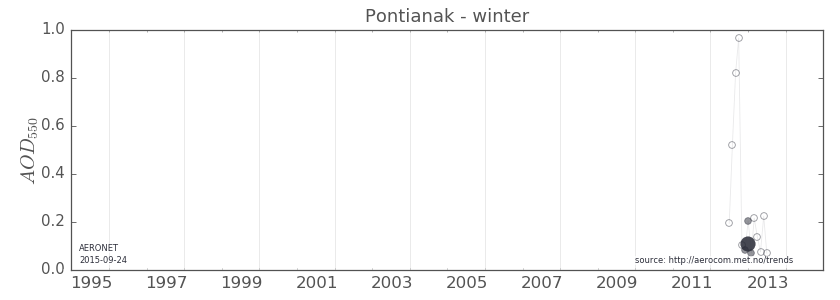 Pontianak - winter
1.0
0.8
0.6
0.4
0.2
0.0
AOD550
AERONET
2015-09-24
source: http://aerocom.met.no/trends
1995 1997 1999 2001 2003 2005 2007 2009 2011 2013